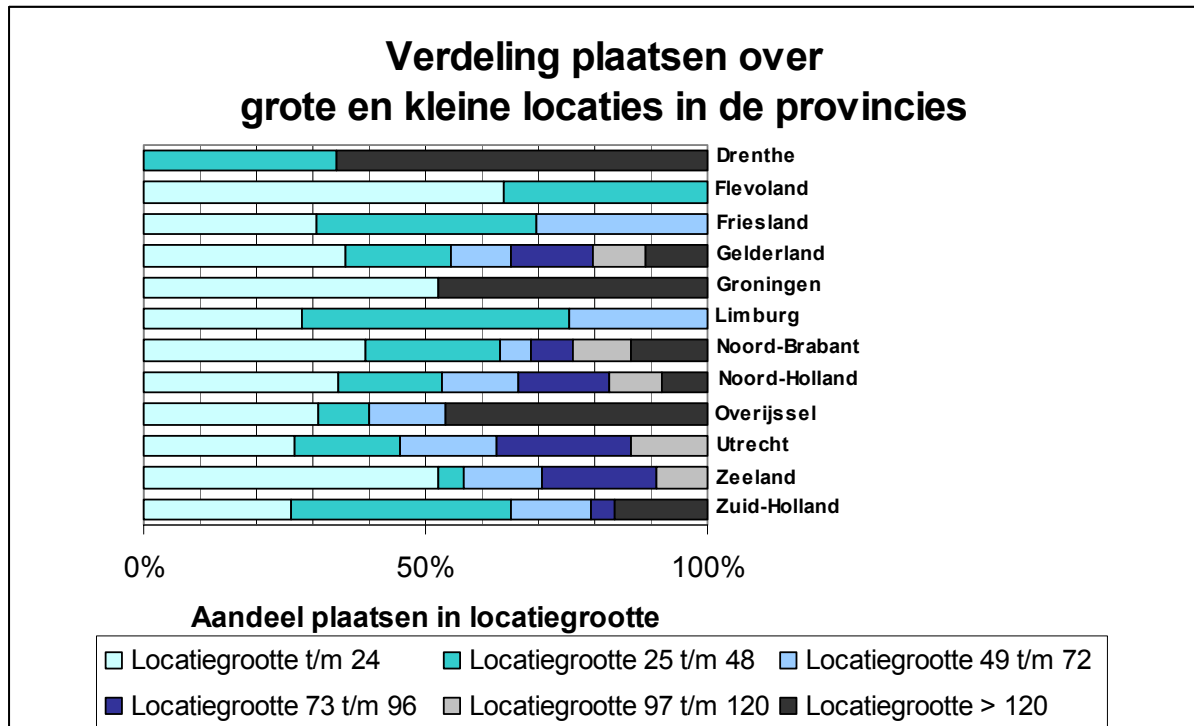 Verdeling plaatsen over
grote en kleine locaties in de provincies
Drenthe
Flevoland
Friesland
Gelderland
Groningen
Limburg
Noord-Brabant
Noord-Holland
Overijssel
Utrecht
Zeeland
Zuid-Holland
0% 50% 100%
Aandeel plaatsen in locatiegrootte
Locatiegrootte t/m 24 Locatiegrootte 25 t/m 48 Locatiegrootte 49 t/m 72
Locatiegrootte 73 t/m 96 Locatiegrootte 97 t/m 120 Locatiegrootte > 120